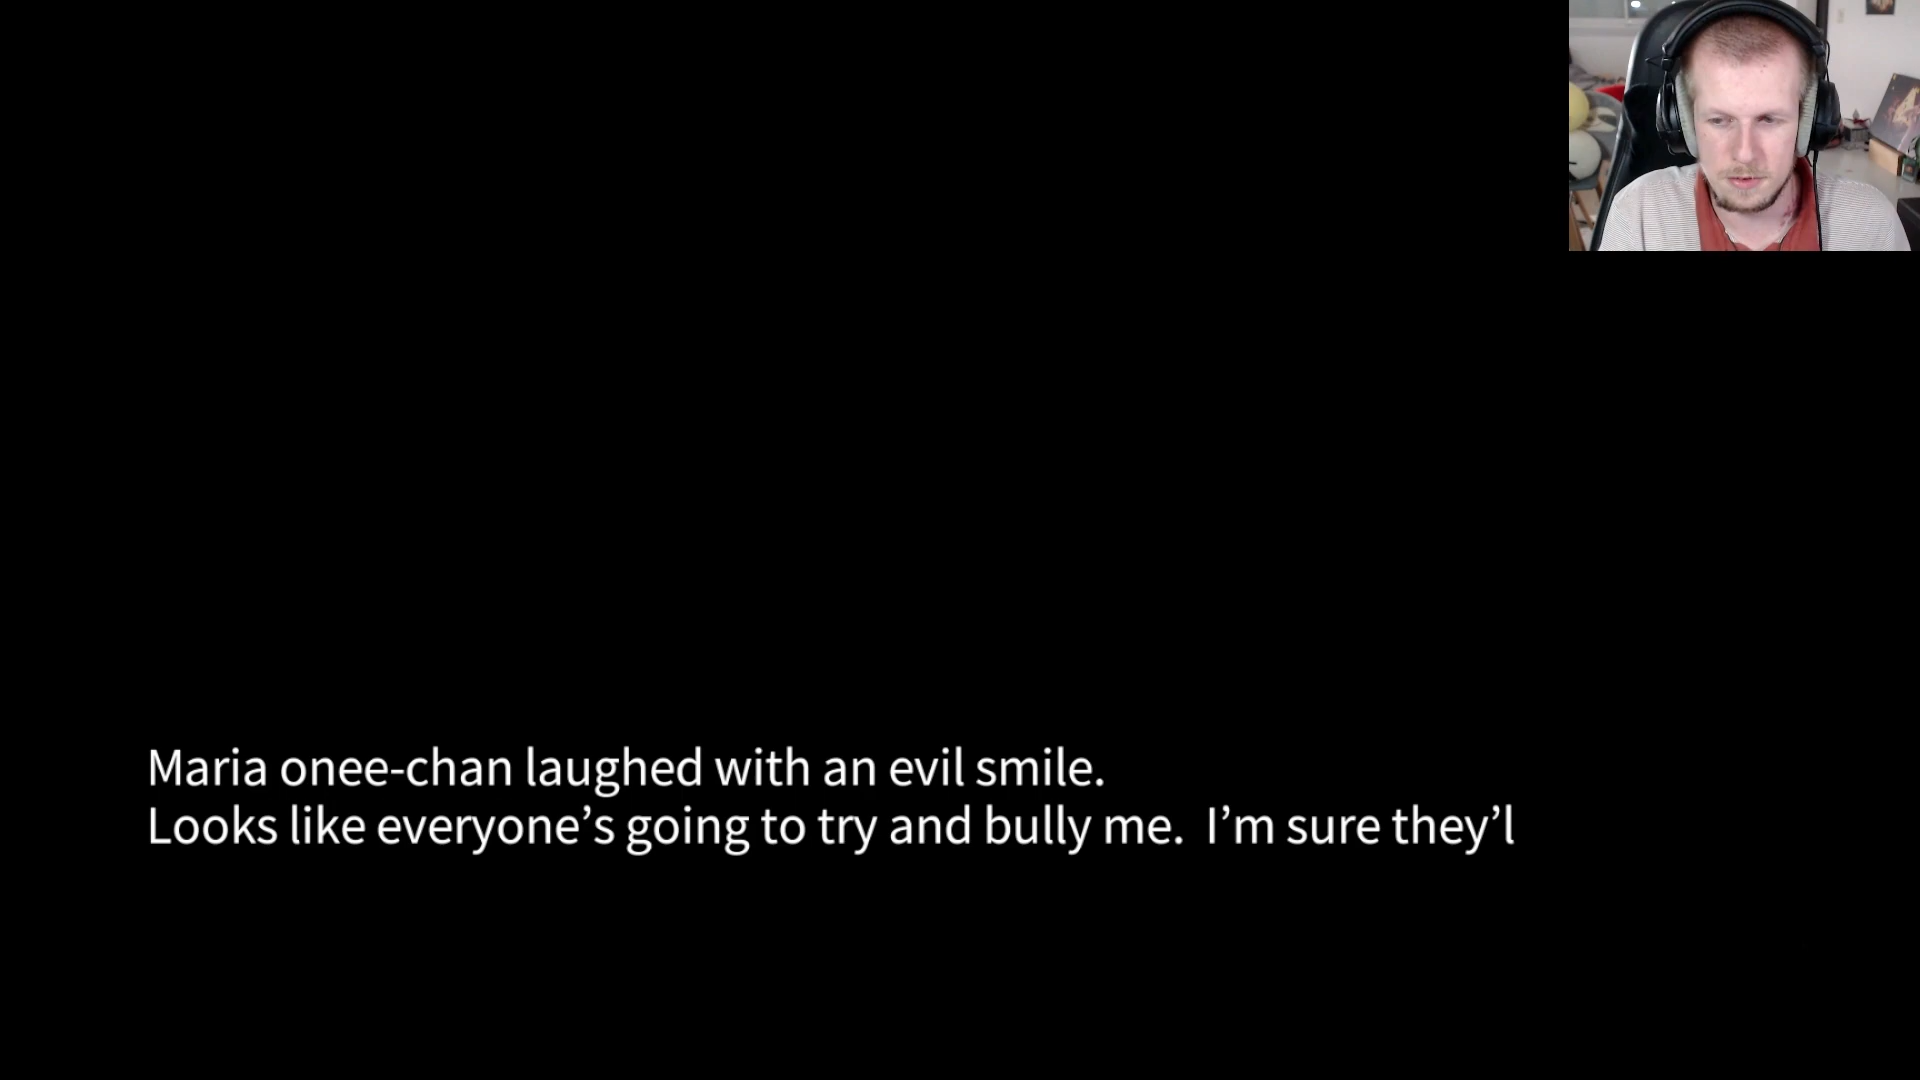 Maria onee-chan laughed with an evil smile.
Looks like everyone’s going to try and bully me.  I’m sure they’l